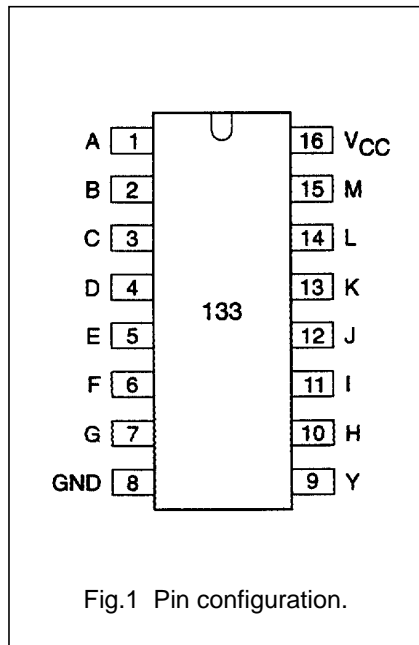 A 1 16 VCC
B 2 15 M
C 3 14 L
D 4 133 13 K
E 5 12 J
F 6 11 I
G 7 10 H
GND 8 9 Y
Fig.1 Pin configuration.